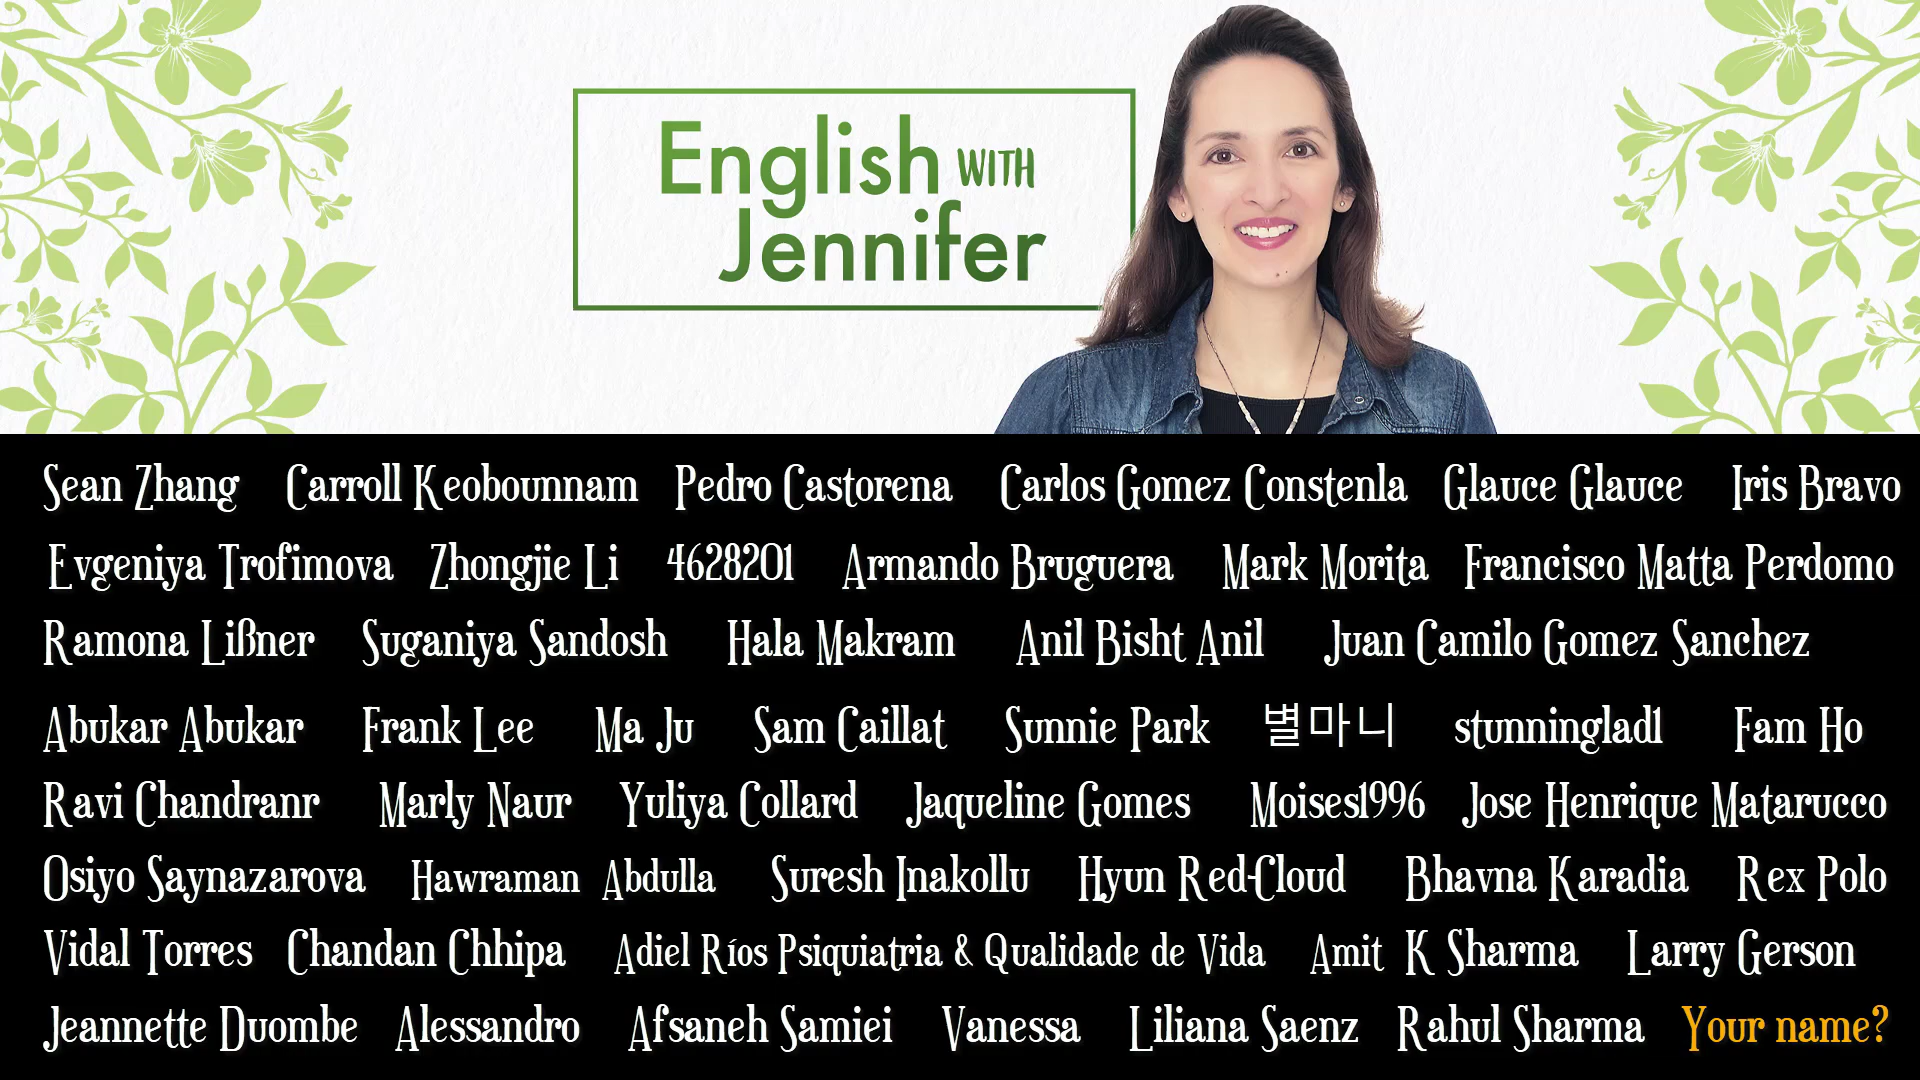 English WITH
Jennifer
Sean Zhang Carroll Keobounnam Pedro Castorena Carlos Gomez Constenla Glauce Glauce Iris Bravo
Evgeniya Trofimova Zhongjie Li 4628201 Armando Bruguera Mark Morita Francisco Matta Perdomo
Ramona Lißner Suganiya Sandosh Hala Makram Anil Bisht Anil Juan Camilo Gomez Sanchez
Abukar Abukar Frank Lee Ma Ju Sam Caillat Sunnie Park 별마니 stunninglad1 Fam Ho
Ravi Chandranr Marly Naur Yuliya Collard Jaqueline Gomes Moises1996 Jose Henrique Matarucco
Osiyo Saynazarova Hawraman Abdulla Suresh Inakollu Hyun Red-Cloud Bhavna Karadia Rex Polo
Vidal Torres Chandan Chhipa Adiel Ríos Psiquiatria & Qualidade de Vida Amit K Sharma Larry Gerson
Jeannette Duombe Alessandro Afsaneh Samiei Vanessa Liliana Saenz Rahul Sharma Your name?